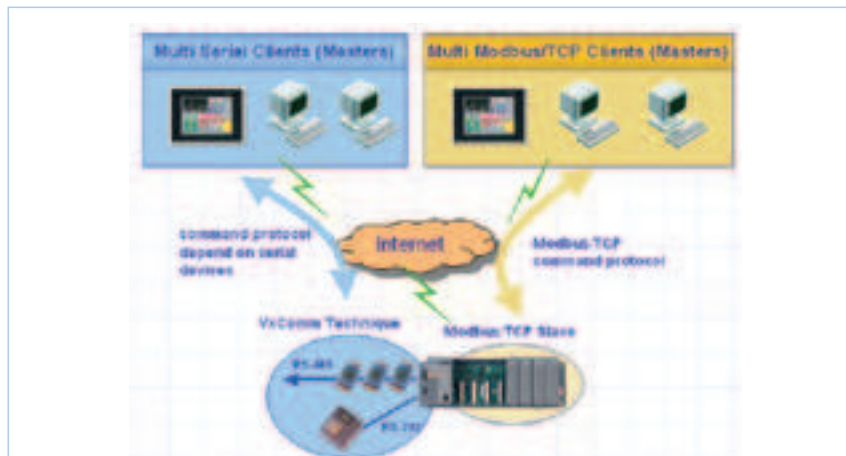 Multi Serial Clients (Masters)
Multi Modbus/TCP Clients (Masters)
command protocol
depend on serial
devices
Internet
Modbus TCP
command protocol
VxComm Technique
Modbus TCP Slave
RS-485
RS-232